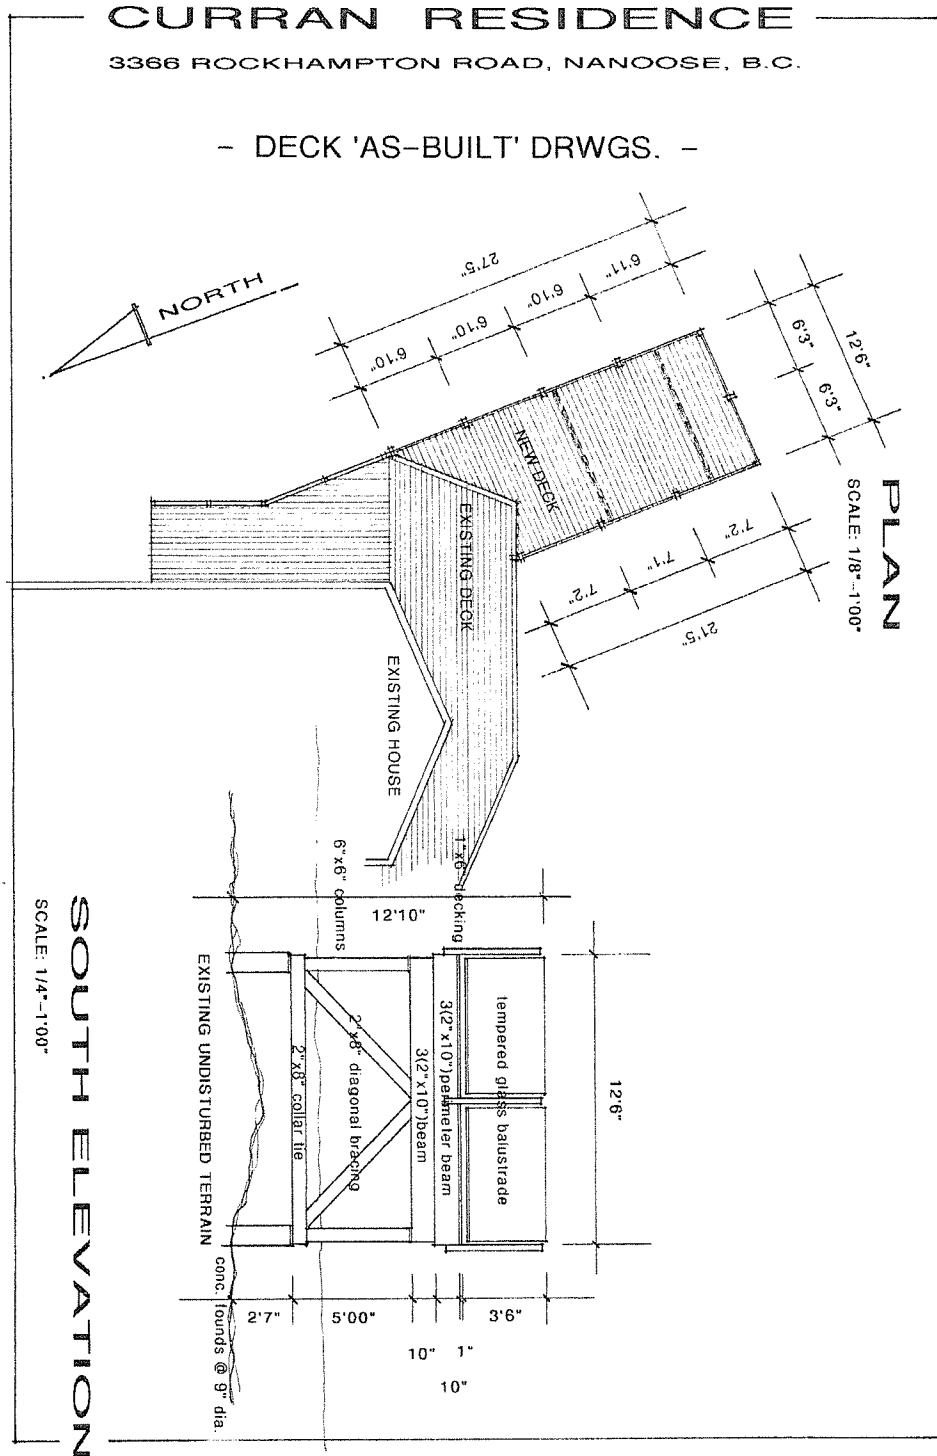 CURRAN RESIDENCE
3366 ROCKHAMPTON ROAD, NANOOSE, B.C.
- DECK 'AS-BUILT' DRWGS. -
NORTH
27'5"
6'10"
6'10"
6'10"
6'11"
12'6"
6'3"
6'3"
NEW DECK
EXISTING DECK
EXISTING HOUSE
7'2"
7'1"
7'2"
21'5"
PLAN
SCALE: 1/8"-1'00"
6"x6" columns
1"x6" decking
12'10"
12'6"
tempered glass balustrade
3(2"x10")perimeter beam
3(2"x10")beam
2"x8" diagonal bracing
2"x8" collar tie
EXISTING UNDISTURBED TERRAIN
conc. founds @ 9" dia.
2'7"
5'00"
10"
1"
10"
3'6"
SOUTH ELEVATION
SCALE: 1/4"-1'00"